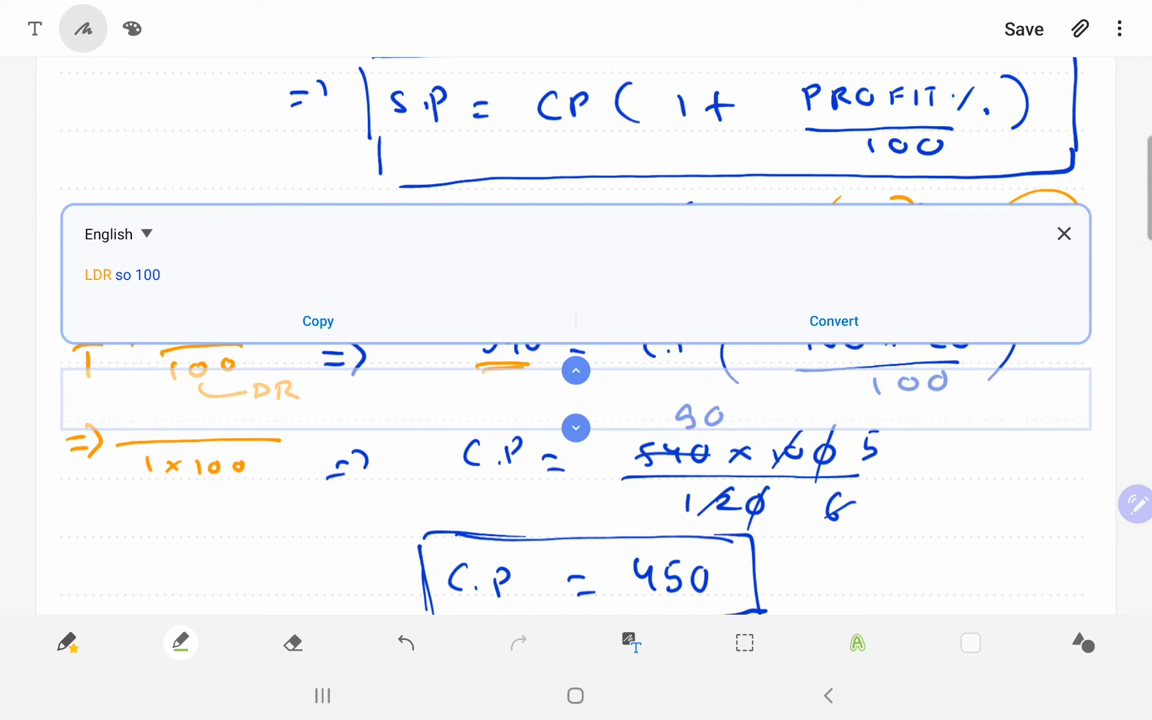 Save
=> S.P = CP ( 1 + PROFIT% )
100
English
LDR so 100
Copy Convert
1 100 =>
100
DR
90
=> 1 x 100 => C.P = 540 x 100 5
120 6
C.P = 450